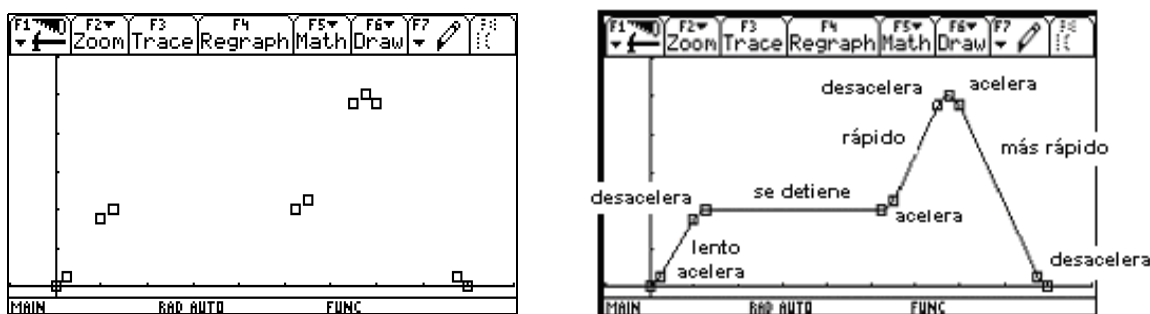 F1 F2 F3 F4 F5 F6 F7
Zoom Trace Regraph Math Draw
MAIN RAD AUTO FUNC
F1 F2 F3 F4 F5 F6 F7
Zoom Trace Regraph Math Draw
desacelera acelera
rápido
más rápido
se detiene
desacelera
acelera
lento
desacelera
acelera
MAIN RAD AUTO FUNC